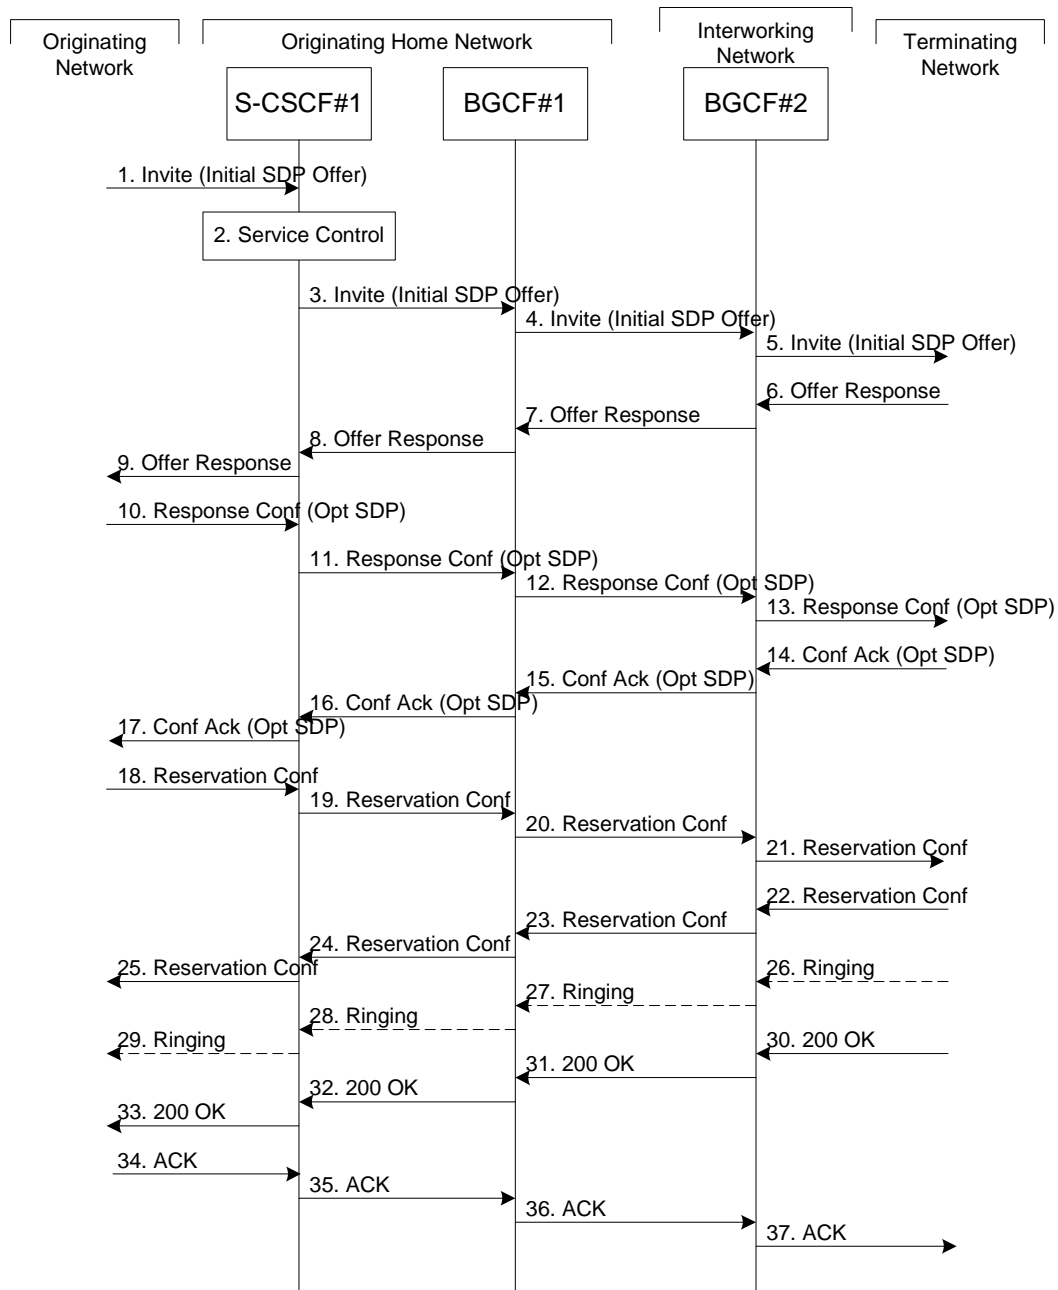 Originating
Network
Originating Home Network
Interworking
Network
Terminating
Network
S-CSCF#1
BGCF#1
BGCF#2
1. Invite (Initial SDP Offer)
2. Service Control
3. Invite (Initial SDP Offer)
4. Invite (Initial SDP Offer)
5. Invite (Initial SDP Offer)
6. Offer Response
7. Offer Response
8. Offer Response
9. Offer Response
10. Response Conf (Opt SDP)
11. Response Conf (Opt SDP)
12. Response Conf (Opt SDP)
13. Response Conf (Opt SDP)
14. Conf Ack (Opt SDP)
15. Conf Ack (Opt SDP)
16. Conf Ack (Opt SDP)
17. Conf Ack (Opt SDP)
18. Reservation Conf
19. Reservation Conf
20. Reservation Conf
21. Reservation Conf
22. Reservation Conf
23. Reservation Conf
24. Reservation Conf
25. Reservation Conf
26. Ringing
27. Ringing
28. Ringing
29. Ringing
30. 200 OK
31. 200 OK
32. 200 OK
33. 200 OK
34. ACK
35. ACK
36. ACK
37. ACK